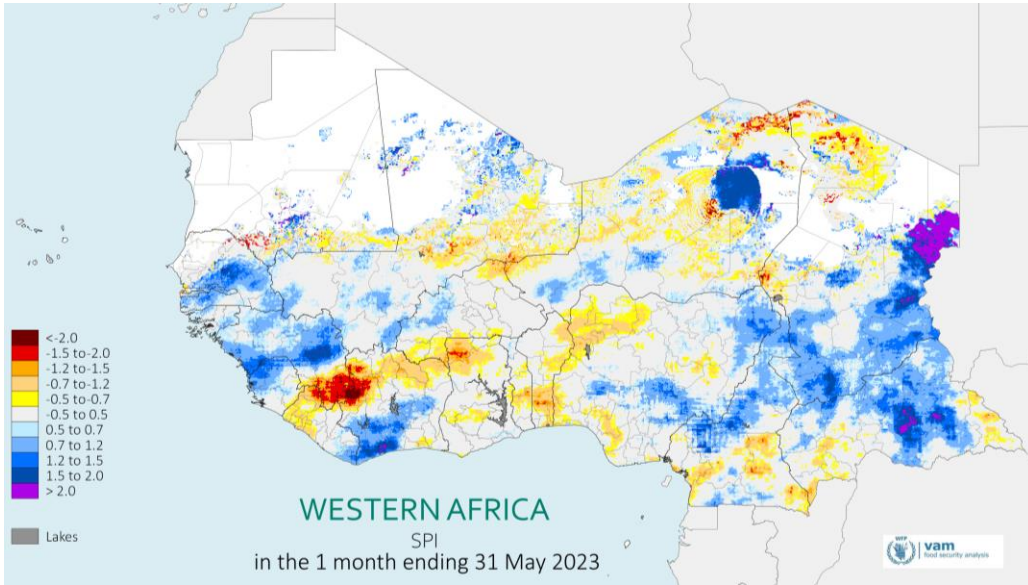 <-2.0
-1.5 to-2.0
-1.2 to-1.5
-0.7 to-1.2
-0.5 to-0.7
-0.5 to 0.5
0.5 to 0.7
0.7 to 1.2
1.2 to 1.5
1.5 to 2.0
> 2.0
Lakes
WESTERN AFRICA
SPI
in the 1 month ending 31 May 2023
WFP
vam
food security analysis